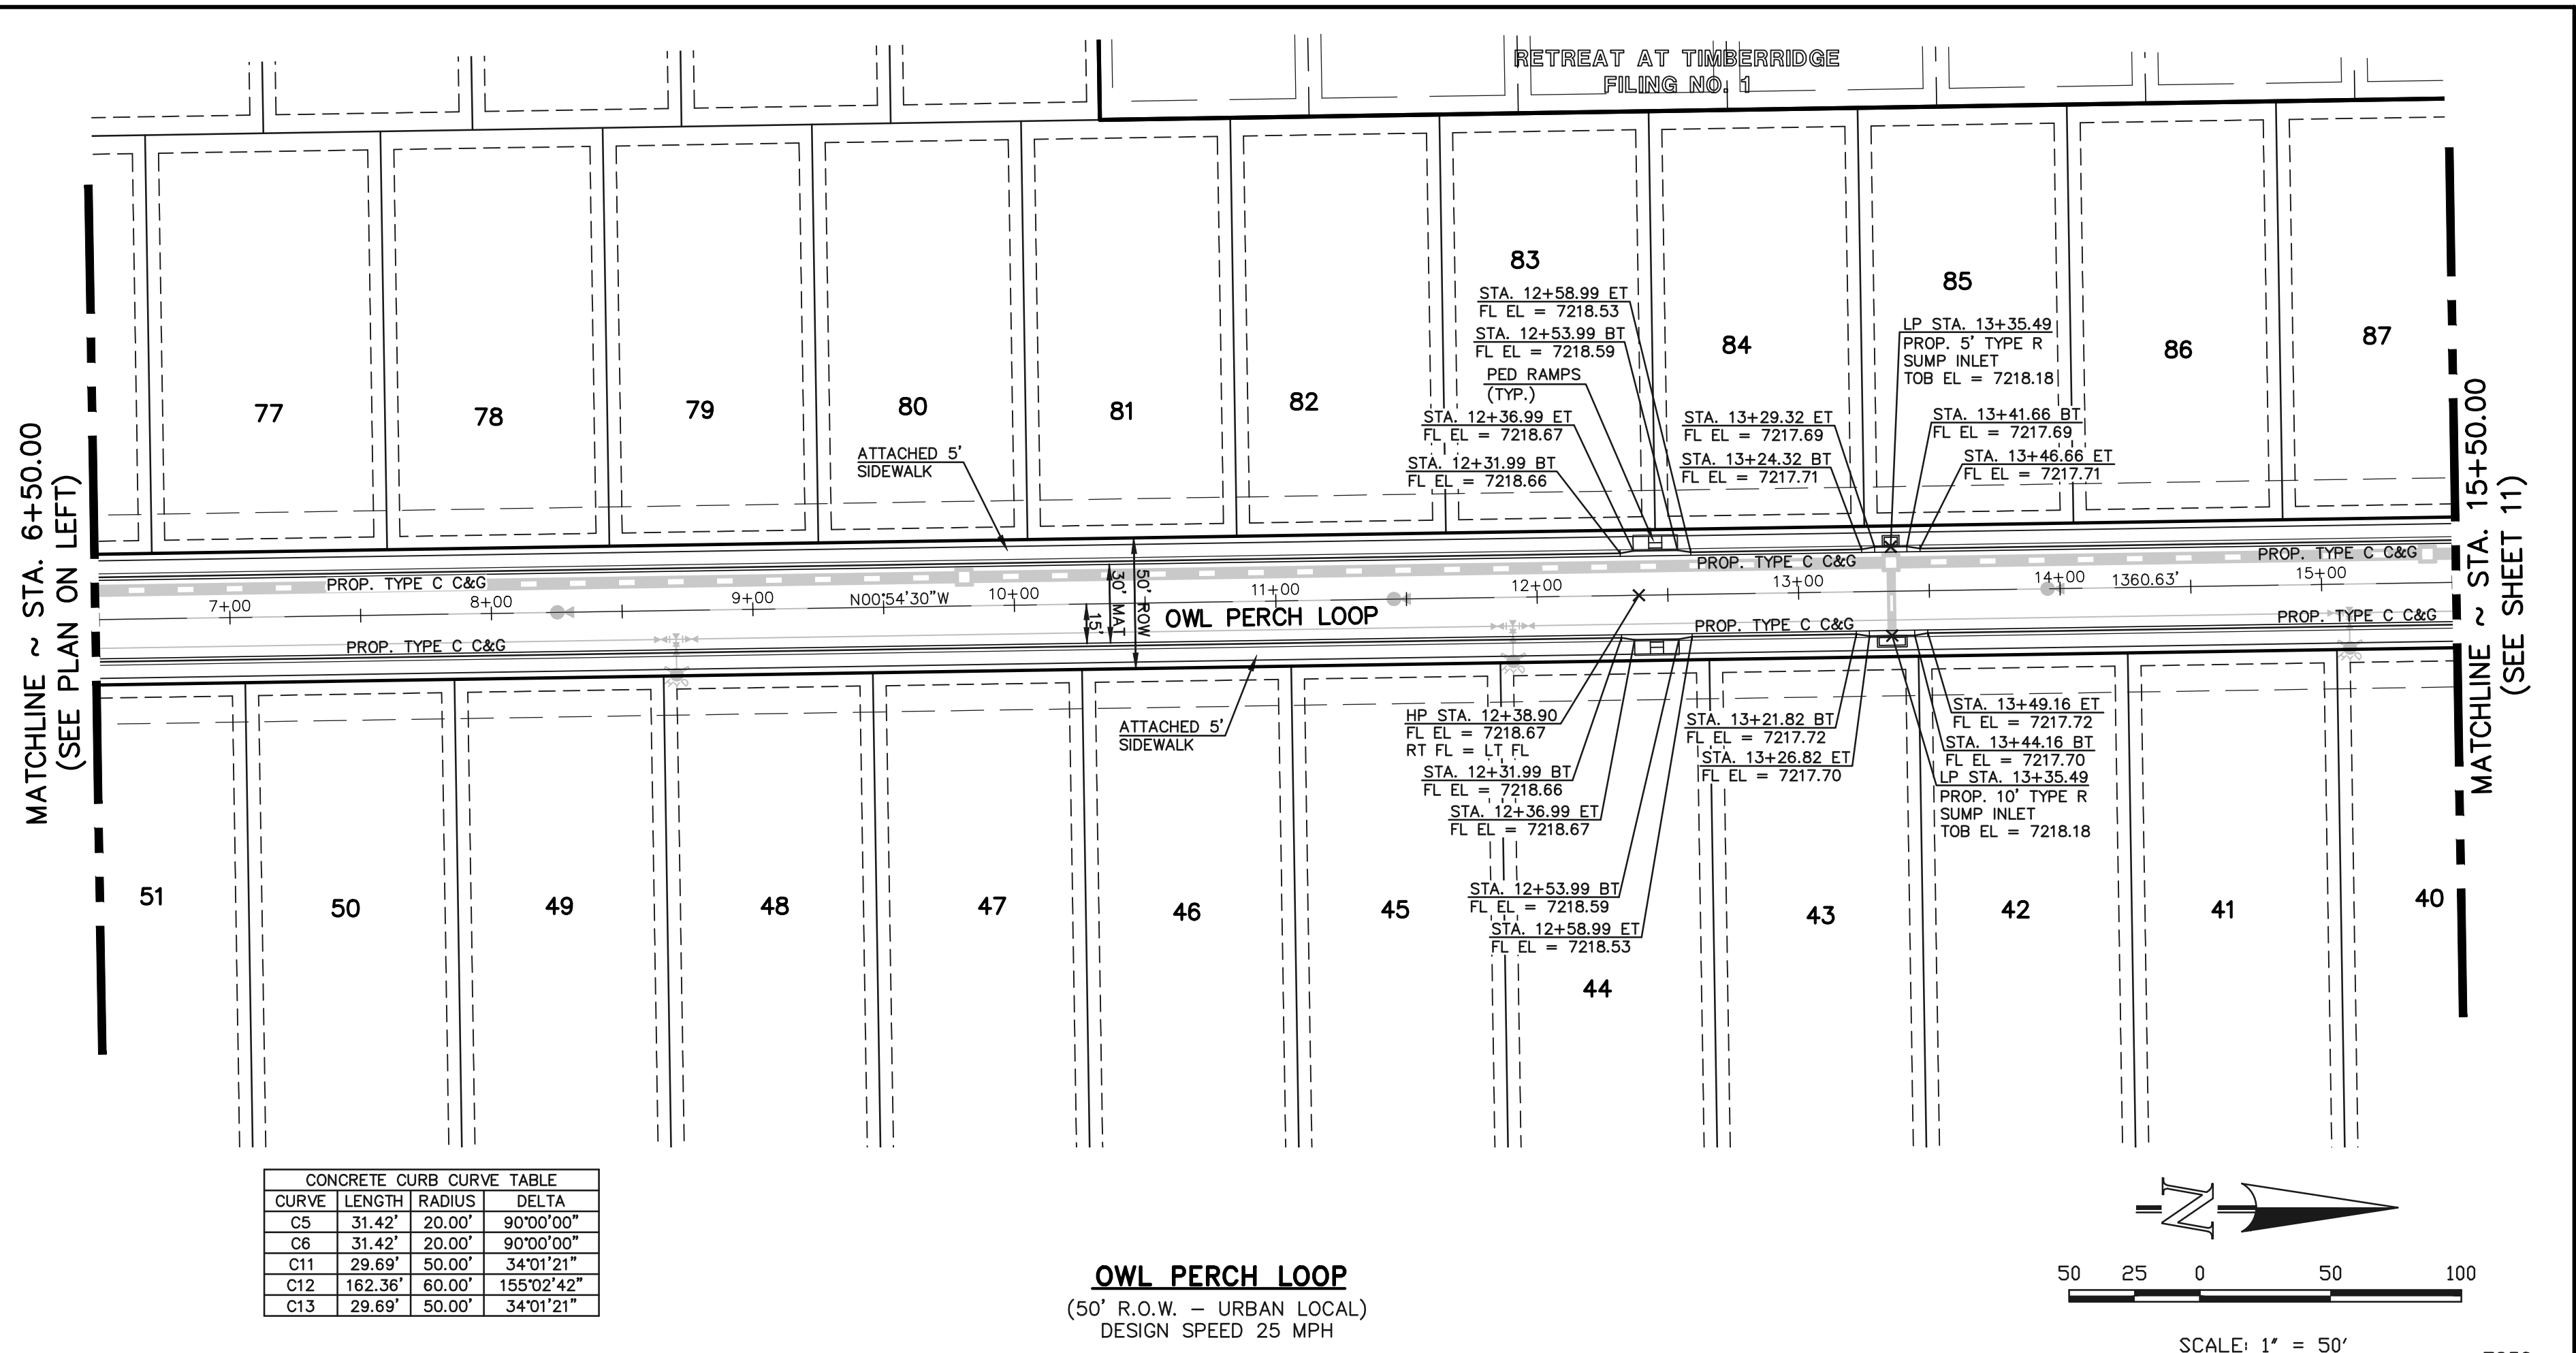 RETREAT AT TIMBERRIDGE
FILING NO. 1
MATCHLINE ~ STA. 6+50.00
(SEE PLAN ON LEFT)
77
78
79
80
81
82
83
84
85
86
87
STA. 12+58.99 ET
FL EL = 7218.53
STA. 12+53.99 BT
FL EL = 7218.59
PED RAMPS
(TYP.)
STA. 12+36.99 ET
FL EL = 7218.67
STA. 12+31.99 BT
FL EL = 7218.66
STA. 13+29.32 ET
FL EL = 7217.69
STA. 13+24.32 BT
FL EL = 7217.71
LP STA. 13+35.49
PROP. 5' TYPE R
SUMP INLET
TOB EL = 7218.18
STA. 13+41.66 BT
FL EL = 7217.69
STA. 13+46.66 ET
FL EL = 7217.71
ATTACHED 5'
SIDEWALK
MATCHLINE ~ STA. 15+50.00
(SEE SHEET 11)
PROP. TYPE C C&G
PROP. TYPE C C&G
PROP. TYPE C C&G
7+00
8+00
9+00
N00°54'30"W
10+00
11+00
12+00
13+00
14+00
1360.63'
15+00
15'
30' MAT
50' ROW
OWL PERCH LOOP
PROP. TYPE C C&G
PROP. TYPE C C&G
PROP. TYPE C C&G
ATTACHED 5'
SIDEWALK
HP STA. 12+38.90
FL EL = 7218.67
RT FL = LT FL
STA. 12+31.99 BT
FL EL = 7218.66
STA. 12+36.99 ET
FL EL = 7218.67
STA. 12+53.99 BT
FL EL = 7218.59
STA. 12+58.99 ET
FL EL = 7218.53
STA. 13+21.82 BT
FL EL = 7217.72
STA. 13+26.82 ET
FL EL = 7217.70
STA. 13+49.16 ET
FL EL = 7217.72
STA. 13+44.16 BT
FL EL = 7217.70
LP STA. 13+35.49
PROP. 10' TYPE R
SUMP INLET
TOB EL = 7218.18
51
50
49
48
47
46
45
44
43
42
41
40
CONCRETE CURB CURVE TABLE
CURVE LENGTH RADIUS DELTA
C5 31.42' 20.00' 90°00'00"
C6 31.42' 20.00' 90°00'00"
C11 29.69' 50.00' 34°01'21"
C12 162.36' 60.00' 155°02'42"
C13 29.69' 50.00' 34°01'21"
OWL PERCH LOOP
(50' R.O.W. – URBAN LOCAL)
DESIGN SPEED 25 MPH
N
50 25 0 50 100
SCALE: 1" = 50'